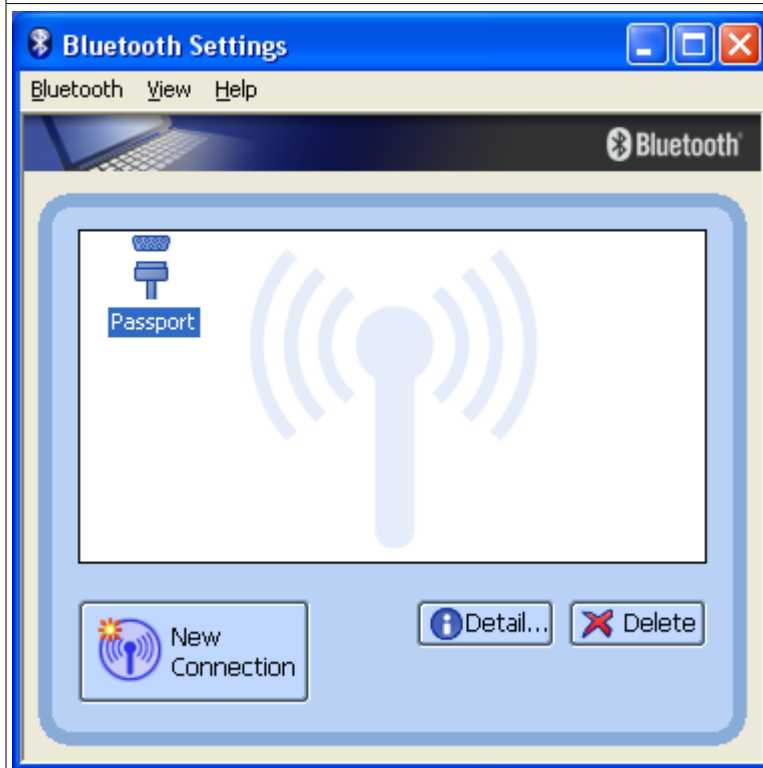 Bluetooth Settings
Bluetooth View Help
Bluetooth®
Passport
New
Connection
Detail...
Delete